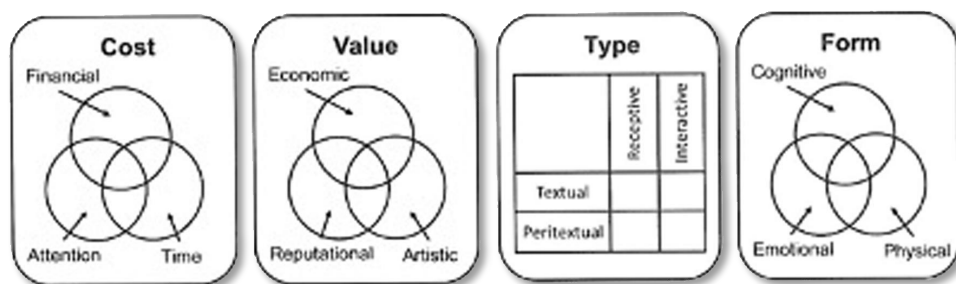 Cost
Financial
Attention
Time
Value
Economic
Reputational
Artistic
Type
Receptive
Interactive
Textual
Peritextual
Form
Cognitive
Emotional
Physical